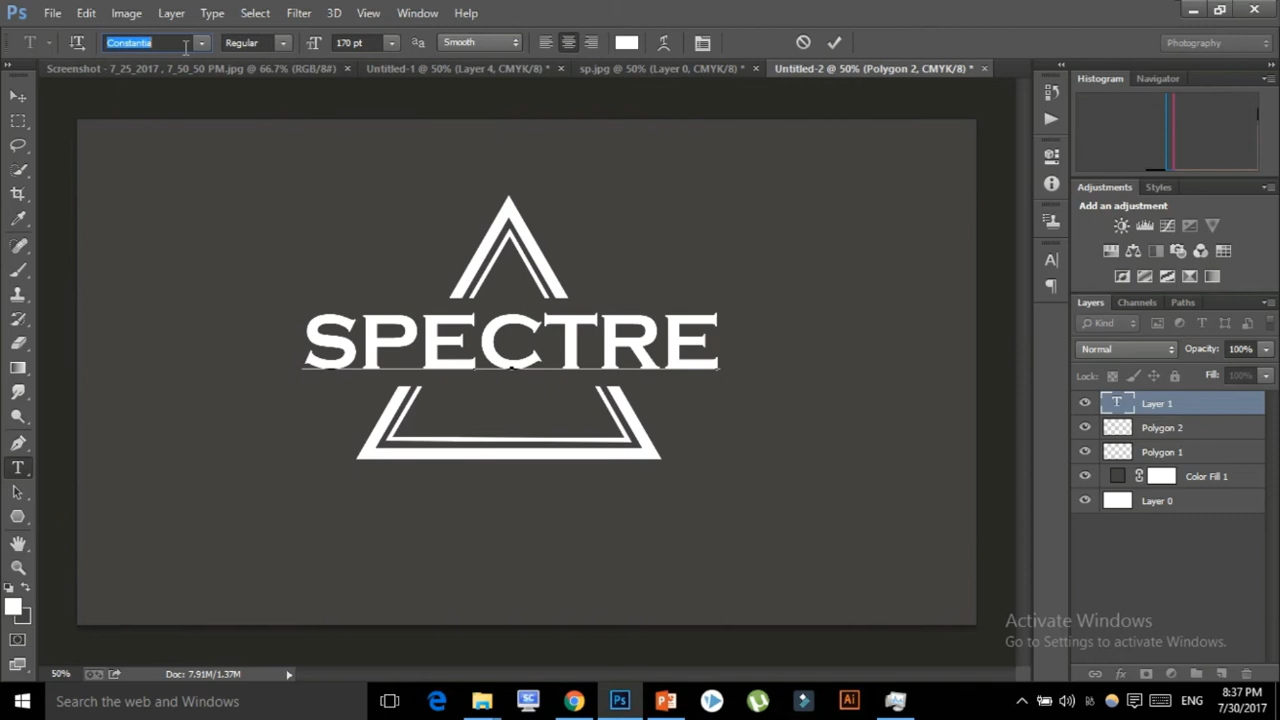 Ps File Edit Image Layer Type Select Filter 3D View Window Help
T Constantia Regular 170 pt Smooth Photography
Screenshot - 7_25_2017 , 7_50_50 PM.jpg @ 66.7% (RGB/8#) × Untitled-1 @ 50% (Layer 4, CMYK/8) * × sp.jpg @ 50% (Layer 0, CMYK/8) * × Untitled-2 @ 50% (Polygon 2, CMYK/8) * ×
Histogram Navigator
Adjustments Styles
Add an adjustment
SPECTRE
Layers Channels Paths
Kind
Normal Opacity: 100%
Lock: Fill: 100%
Layer 1
Polygon 2
Polygon 1
Color Fill 1
Layer 0
Activate Windows
Go to Settings to activate Windows.
50% Doc: 7.91M/1.37M
Search the web and Windows
ENG
8:37 PM
7/30/2017